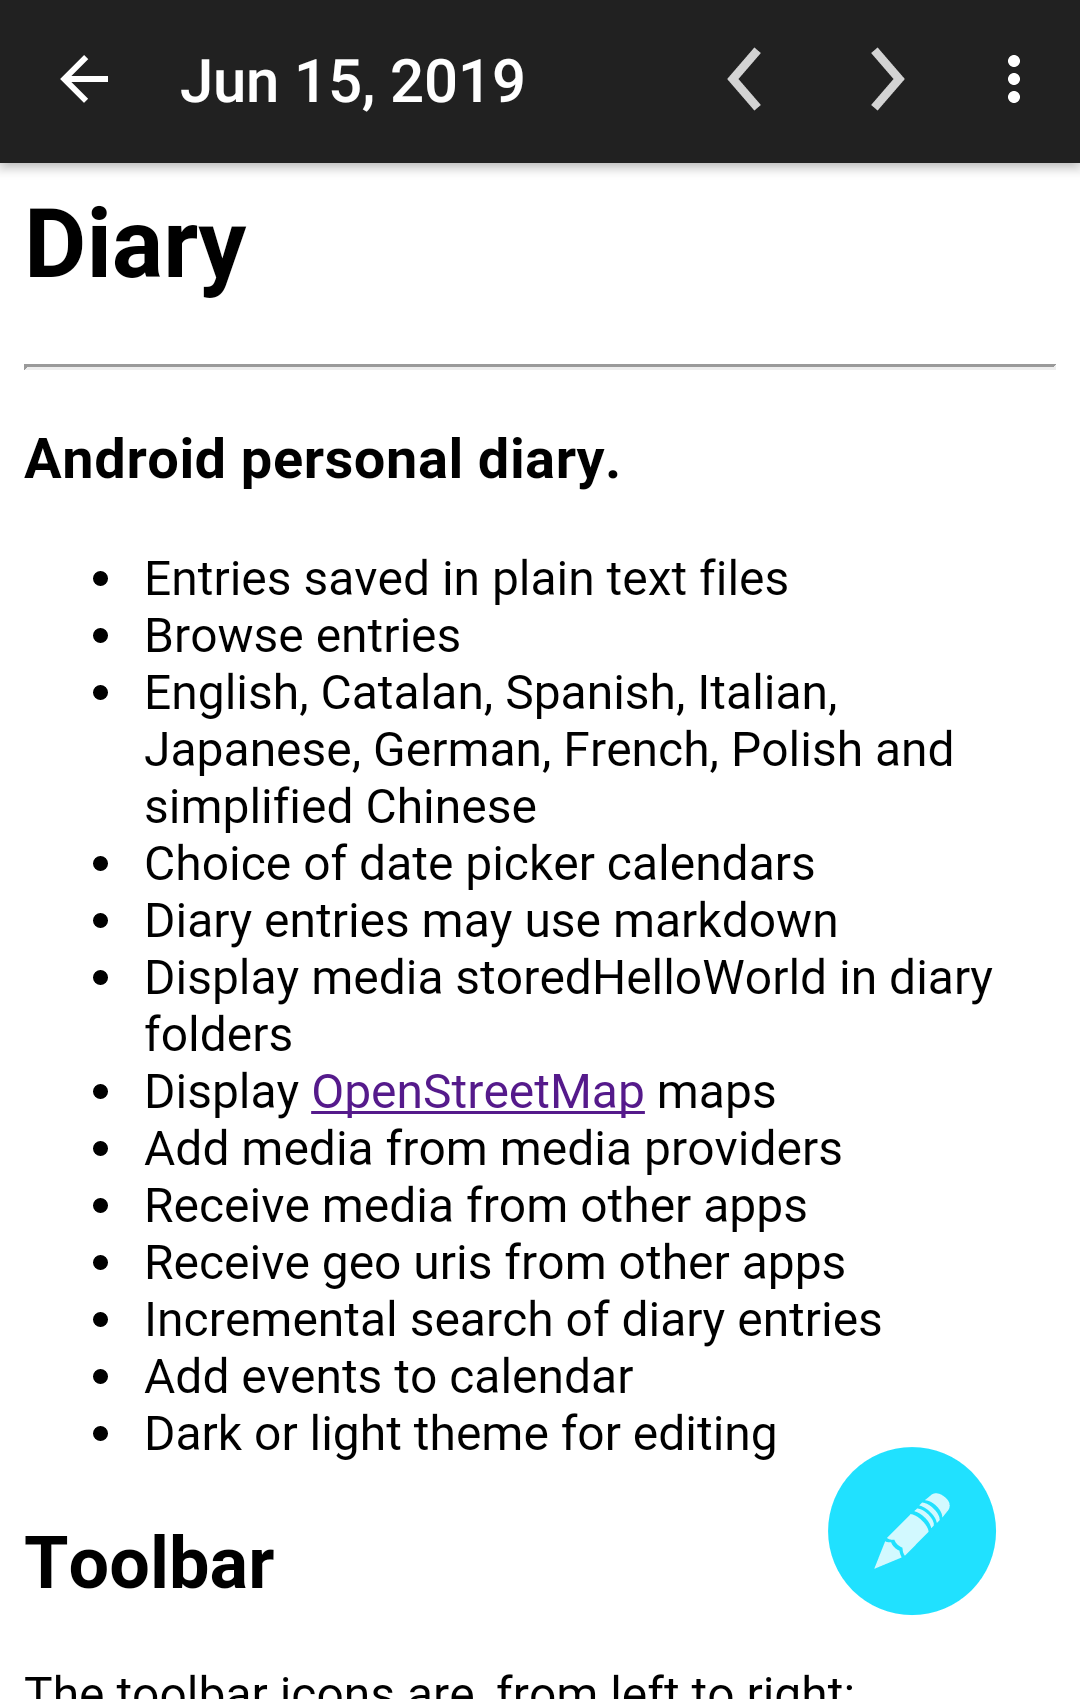 Jun 15, 2019
Diary
Android personal diary.
Entries saved in plain text files
Browse entries
English, Catalan, Spanish, Italian,
Japanese, German, French, Polish and
simplified Chinese
Choice of date picker calendars
Diary entries may use markdown
Display media storedHelloWorld in diary
folders
Display OpenStreetMap maps
Add media from media providers
Receive media from other apps
Receive geo uris from other apps
Incremental search of diary entries
Add events to calendar
Dark or light theme for editing
Toolbar
The toolbar icons are, from left to right: